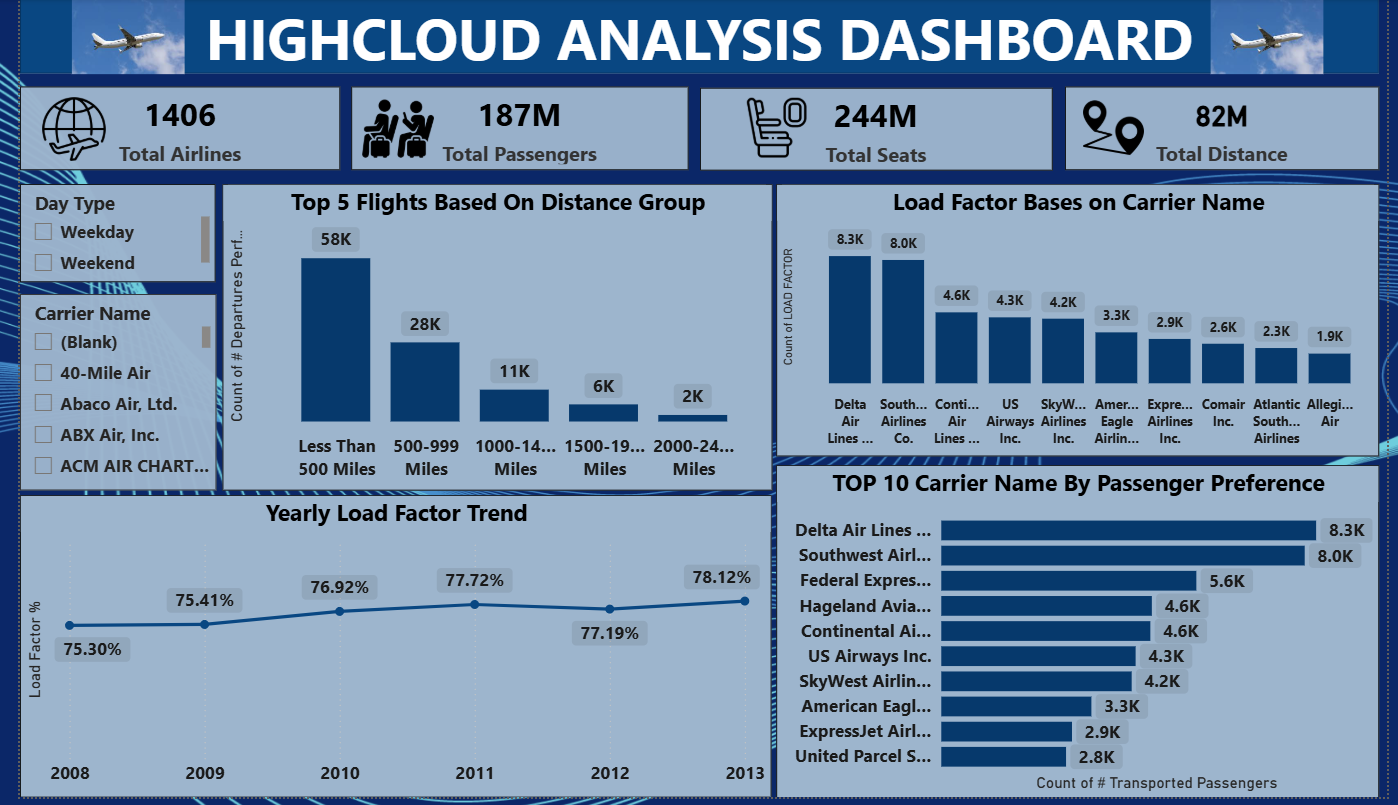 HIGHCLOUD ANALYSIS DASHBOARD
1406
Total Airlines
187M
Total Passengers
244M
Total Seats
82M
Total Distance
Day Type
Weekday
Weekend
Carrier Name
(Blank)
40-Mile Air
Abaco Air, Ltd.
ABX Air, Inc.
ACM AIR CHART...
Top 5 Flights Based On Distance Group
Count of # Departures Perf...
58K
28K
11K
6K
2K
Less Than
500 Miles
500-999
Miles
1000-14...
Miles
1500-19...
Miles
2000-24...
Miles
Load Factor Bases on Carrier Name
Count of LOAD FACTOR
8.3K
8.0K
4.6K
4.3K
4.2K
3.3K
2.9K
2.6K
2.3K
1.9K
Delta
Air
Lines ...
South...
Airlines
Co.
Conti...
Air
Lines ...
US
Airways
Inc.
SkyW...
Airlines
Inc.
Amer...
Eagle
Airlin...
Expre...
Airlines
Inc.
Comair
Inc.
Atlantic
South...
Airlines
Allegi...
Air
Yearly Load Factor Trend
Load Factor %
75.30%
75.41%
76.92%
77.72%
77.19%
78.12%
2008
2009
2010
2011
2012
2013
TOP 10 Carrier Name By Passenger Preference
Delta Air Lines ... 8.3K
Southwest Airl... 8.0K
Federal Expres... 5.6K
Hageland Avia... 4.6K
Continental Ai... 4.6K
US Airways Inc. 4.3K
SkyWest Airlin... 4.2K
American Eagl... 3.3K
ExpressJet Airl... 2.9K
United Parcel S... 2.8K
Count of # Transported Passengers